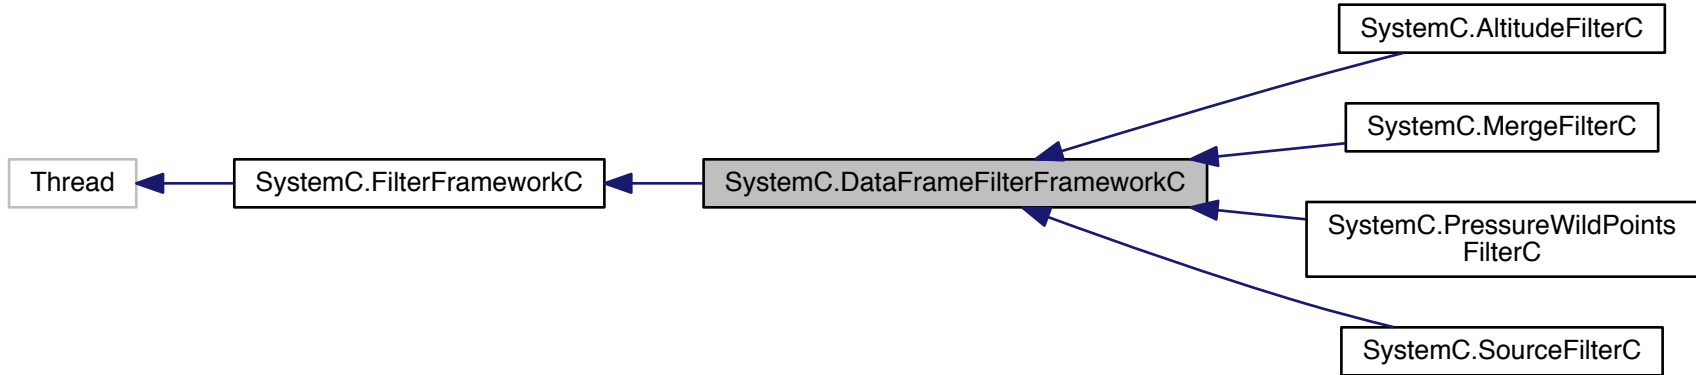 SystemC.AltitudeFilterC
SystemC.MergeFilterC
Thread
SystemC.FilterFrameworkC
SystemC.DataFrameFilterFrameworkC
SystemC.PressureWildPoints
FilterC
SystemC.SourceFilterC